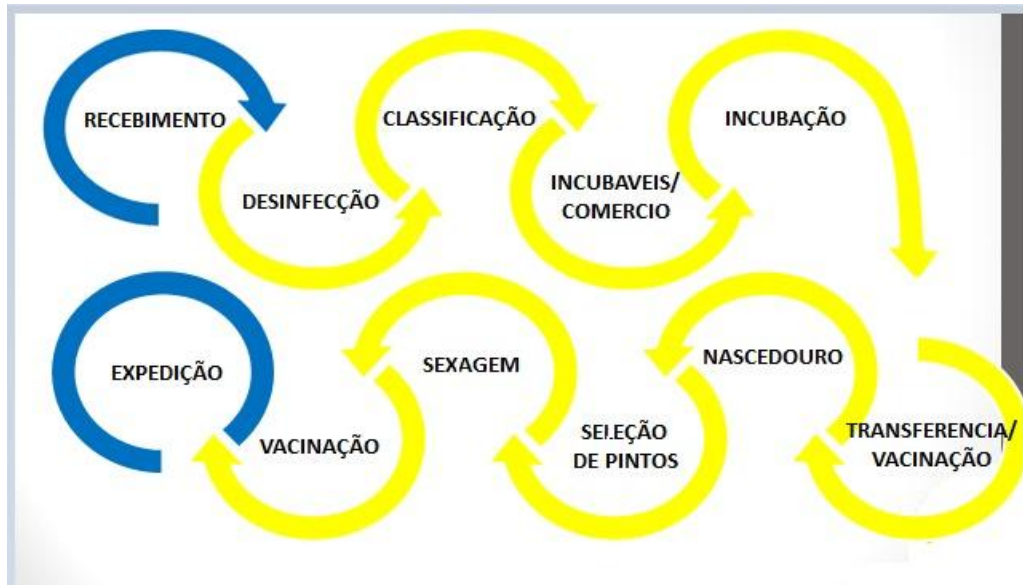 RECEBIMENTO
DESINFECÇÃO
CLASSIFICAÇÃO
INCUBAVEIS/
COMERCIO
INCUBAÇÃO
TRANSFERENCIA/
VACINAÇÃO
NASCEDOURO
SELEÇÃO
DE PINTOS
SEXAGEM
VACINAÇÃO
EXPEDIÇÃO